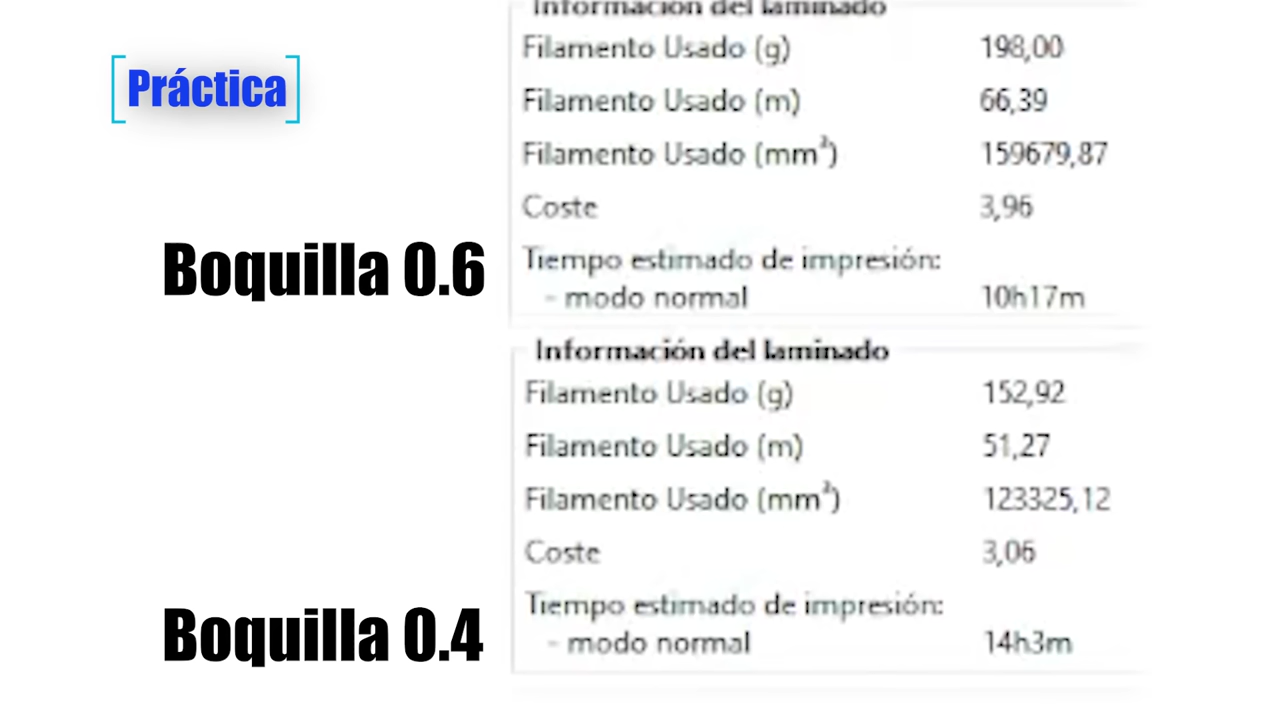 Práctica
Información del laminado
Filamento Usado (g) 198,00
Filamento Usado (m) 66,39
Filamento Usado (mm³) 159679,87
Coste 3,96
Boquilla 0.6
Tiempo estimado de impresión:
- modo normal 10h17m
Información del laminado
Filamento Usado (g) 152,92
Filamento Usado (m) 51,27
Filamento Usado (mm³) 123325,12
Coste 3,06
Boquilla 0.4
Tiempo estimado de impresión:
- modo normal 14h3m